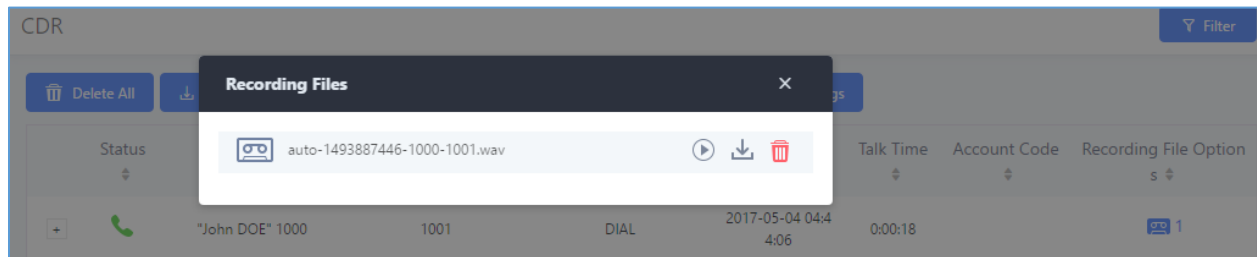 CDR
Filter
Delete All
Recording Files
gs
auto-1493887446-1000-1001.wav
Status
Talk Time
Account Code
Recording File Option
s
+
"John DOE" 1000
1001
DIAL
2017-05-04 04:4
4:06
0:00:18
1